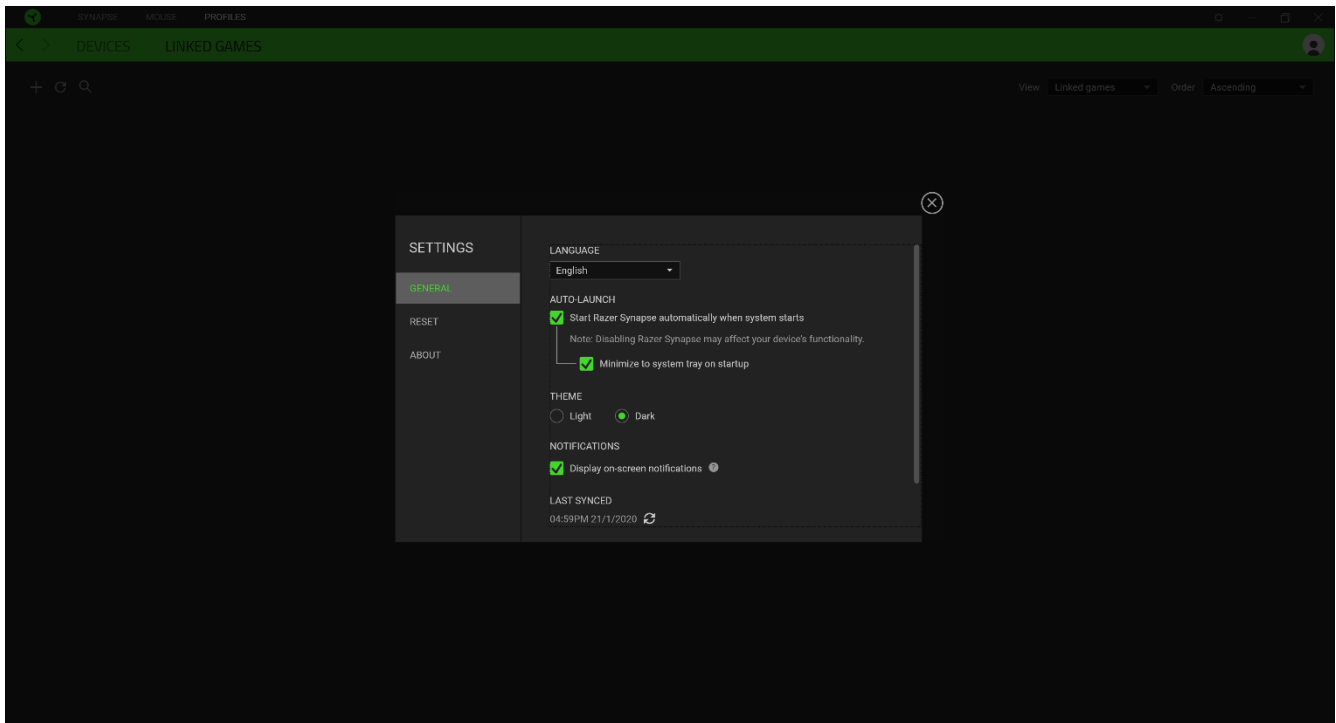 SYNAPSE MOUSE PROFILES
DEVICES LINKED GAMES
View Linked games Order Ascending
SETTINGS
GENERAL
RESET
ABOUT
LANGUAGE
English
AUTO-LAUNCH
Start Razer Synapse automatically when system starts
Note: Disabling Razer Synapse may affect your device's functionality.
Minimize to system tray on startup
THEME
Light Dark
NOTIFICATIONS
Display on-screen notifications ?
LAST SYNCED
04:59PM 21/1/2020